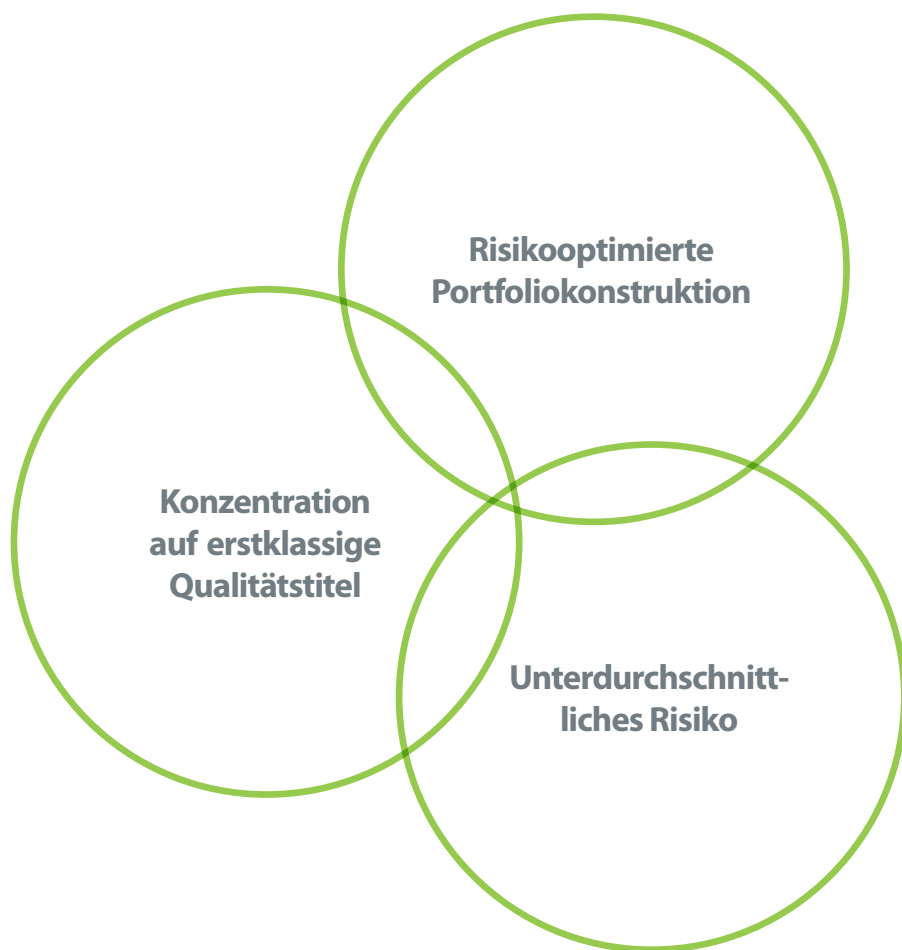 Risikooptimierte
Portfoliokonstruktion
Konzentration
auf erstklassige
Qualitätstitel
Unterdurchschnitt-
liches Risiko